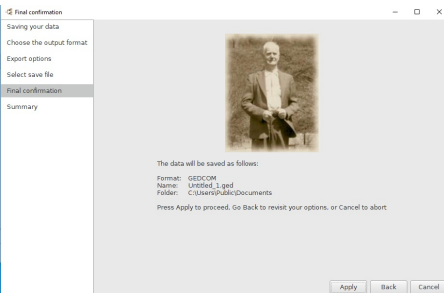 Final confirmation
Saving your data
Choose the output format
Export options
Select save file
Final confirmation
Summary
The data will be saved as follows:
Format: GEDCOM
Name: Untitled_1.ged
Folder: C:\Users\Public\Documents
Press Apply to proceed, Go Back to revisit your options, or Cancel to abort
Apply Back Cancel